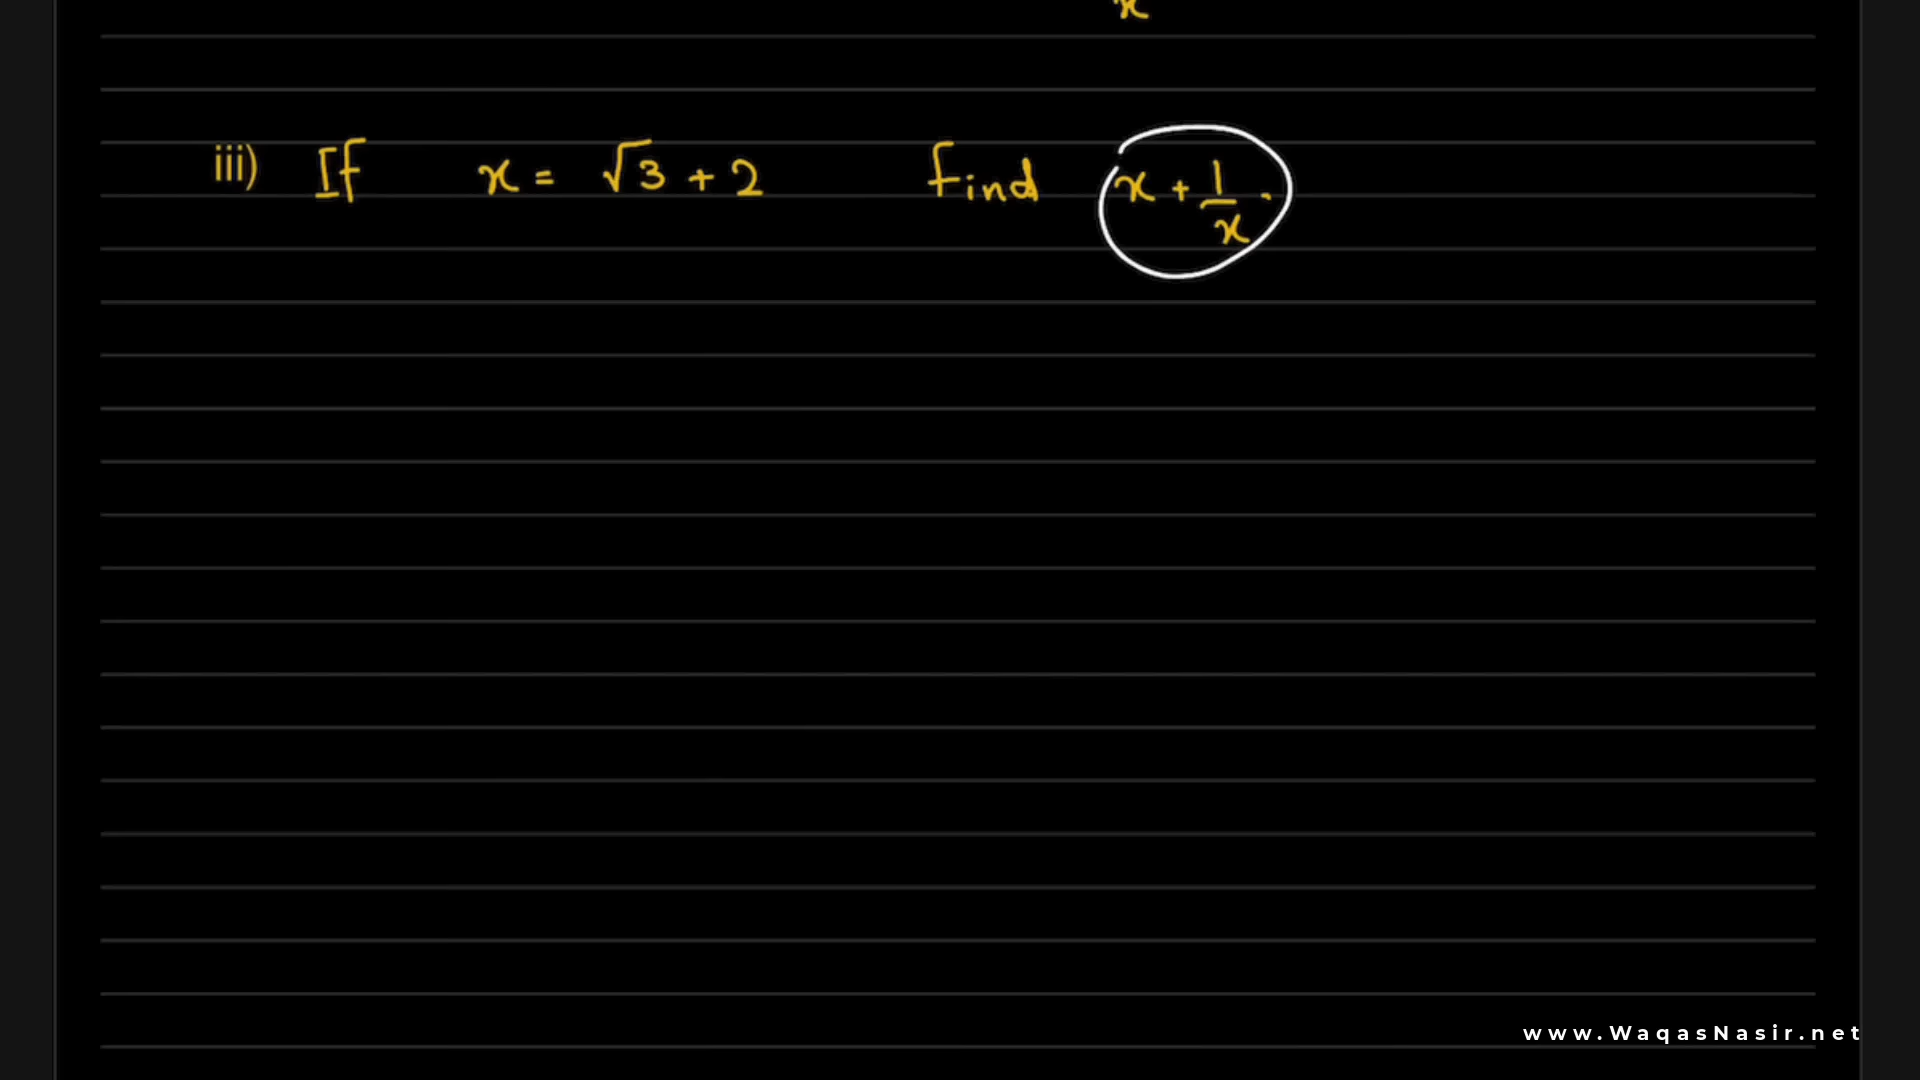 x
iii) If x = √3 + 2 Find x + 1/x .
www.WaqasNasir.net